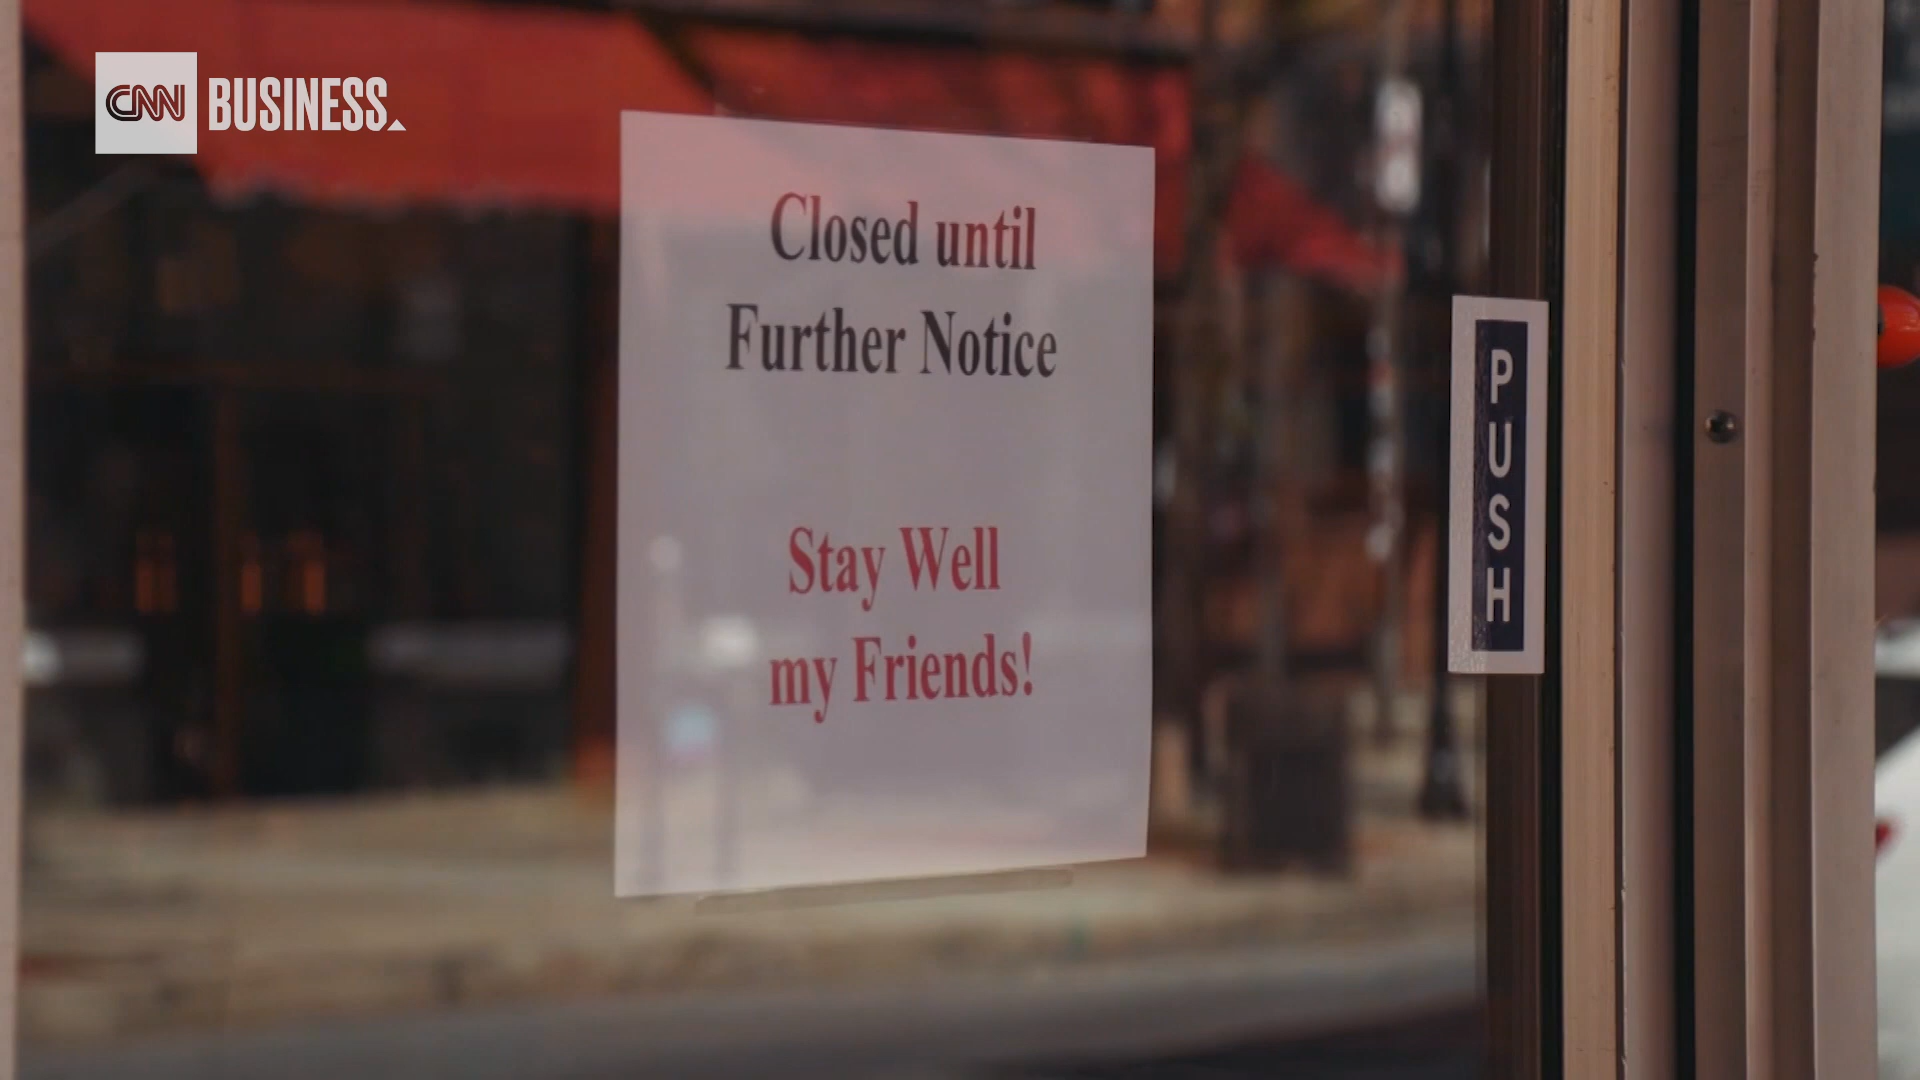 CNN BUSINESS
Closed until
Further Notice
Stay Well
my Friends!
PUSH